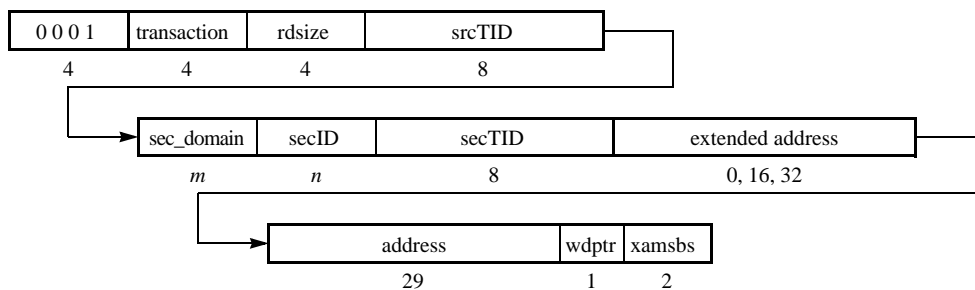 0 0 0 1 transaction rdsize srcTID
4 4 4 8
sec_domain secID secTID extended address
m n 8 0, 16, 32
address wdptr xamsbs
29 1 2